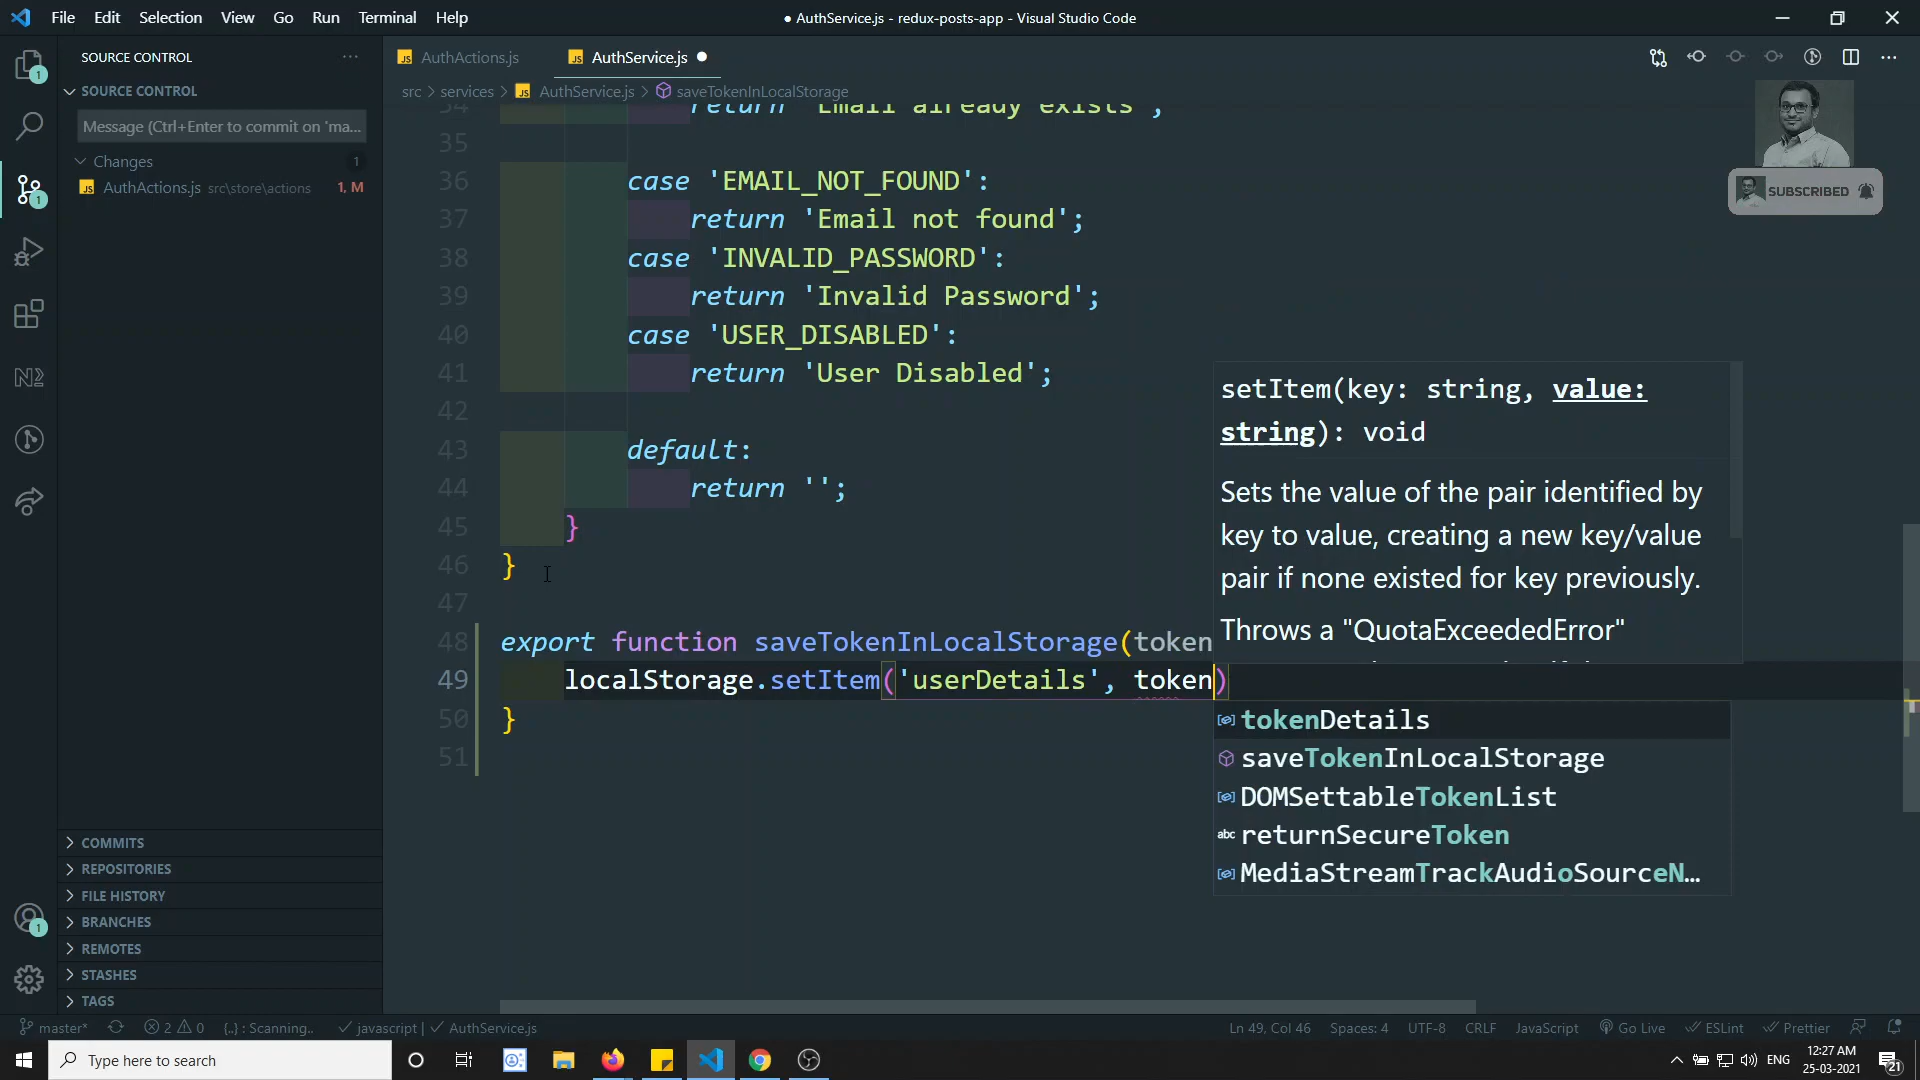 File Edit Selection View Go Run Terminal Help
● AuthService.js - redux-posts-app - Visual Studio Code
SOURCE CONTROL
AuthActions.js
AuthService.js ●
SOURCE CONTROL
src > services > AuthService.js > saveTokenInLocalStorage
Message (Ctrl+Enter to commit on 'ma...
Changes 1
AuthActions.js src\store\actions 1, M
34 return 'Email already exists',
35
36 case 'EMAIL_NOT_FOUND':
37 return 'Email not found';
38 case 'INVALID_PASSWORD':
39 return 'Invalid Password';
40 case 'USER_DISABLED':
41 return 'User Disabled';
42
43 default:
44 return '';
45 }
46 }
47
48 export function saveTokenInLocalStorage(token
49 localStorage.setItem('userDetails', token)
50 }
51
SUBSCRIBED
setItem(key: string, value:
string): void
Sets the value of the pair identified by
key to value, creating a new key/value
pair if none existed for key previously.
Throws a "QuotaExceededError"
tokenDetails
saveTokenInLocalStorage
DOMSettableTokenList
abc returnSecureToken
MediaStreamTrackAudioSourceN...
COMMITS
REPOSITORIES
FILE HISTORY
BRANCHES
REMOTES
STASHES
TAGS
master* 2 0 {..} : Scanning.. javascript | AuthService.js
Ln 49, Col 46 Spaces: 4 UTF-8 CRLF JavaScript Go Live ESLint Prettier
Type here to search
ENG
12:27 AM
25-03-2021
21